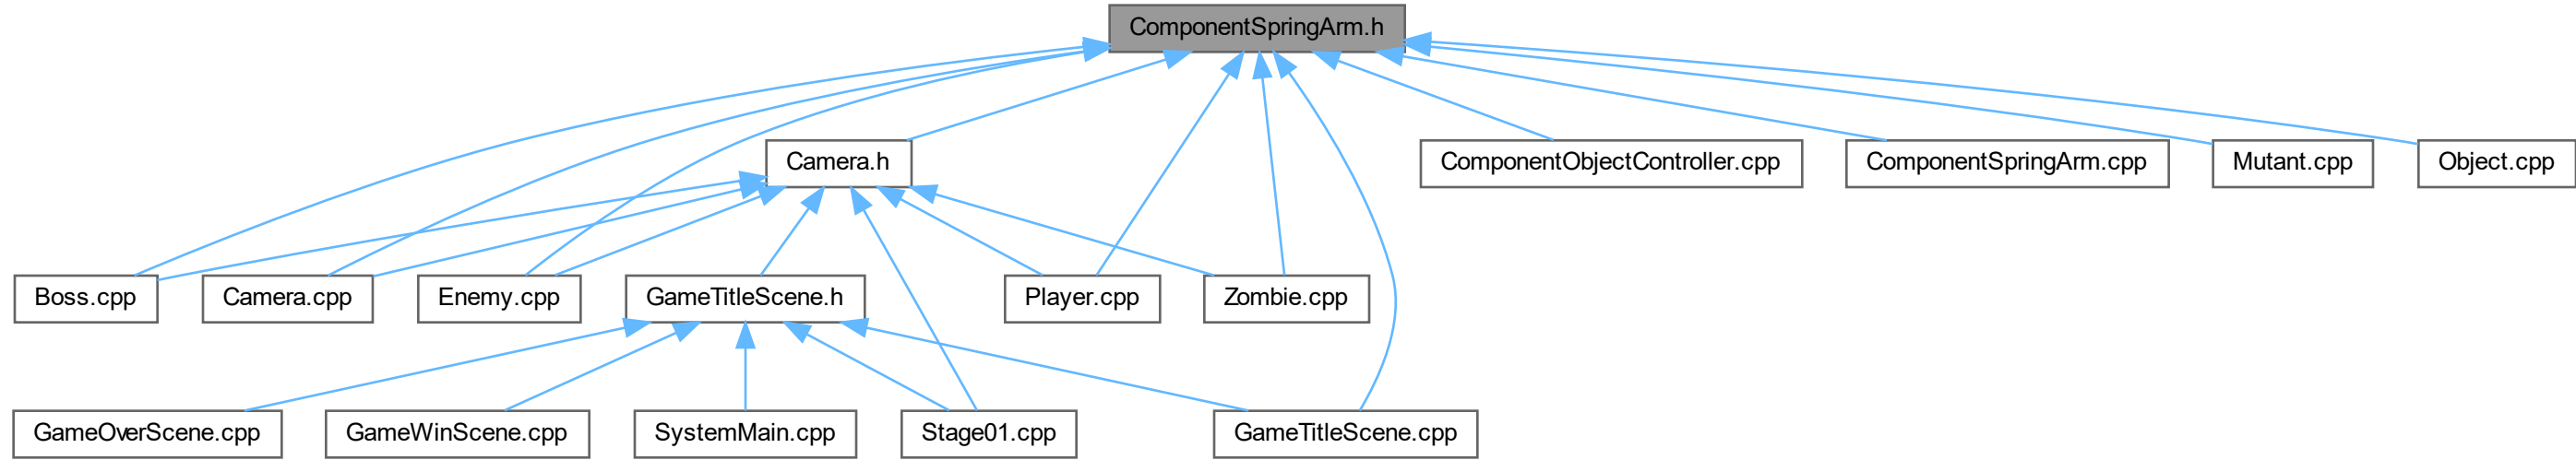 ComponentSpringArm.h
Camera.h
ComponentObjectController.cpp
ComponentSpringArm.cpp
Mutant.cpp
Object.cpp
Boss.cpp
Camera.cpp
Enemy.cpp
GameTitleScene.h
Player.cpp
Zombie.cpp
GameOverScene.cpp
GameWinScene.cpp
SystemMain.cpp
Stage01.cpp
GameTitleScene.cpp